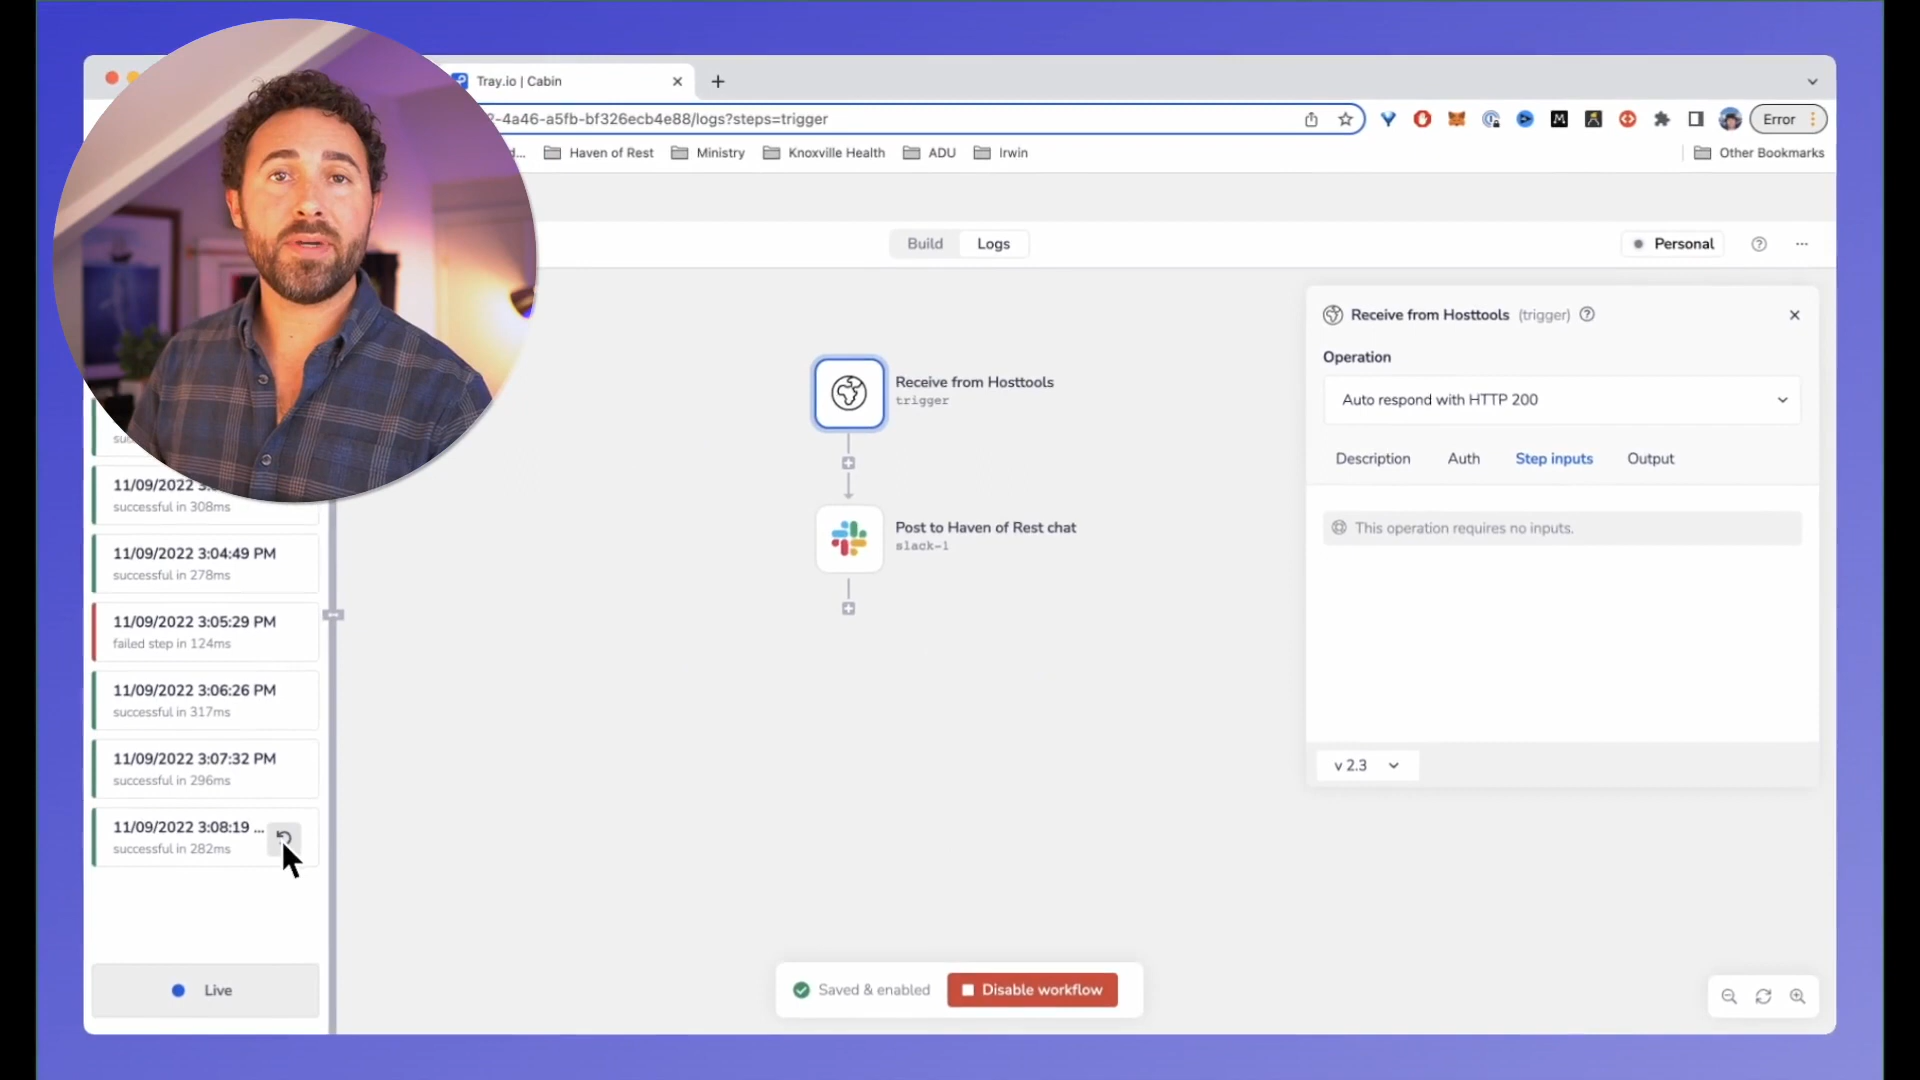 Tray.io | Cabin
-4a46-a5fb-bf326ecb4e88/logs?steps=trigger
Error
d...
Haven of Rest
Ministry
Knoxville Health
ADU
Irwin
Other Bookmarks
Build
Logs
Personal
Receive from Hosttools (trigger)
Operation
Auto respond with HTTP 200
Description
Auth
Step inputs
Output
This operation requires no inputs.
v 2.3
Receive from Hosttools
trigger
Post to Haven of Rest chat
slack-1
suc
11/09/2022 3:
successful in 308ms
11/09/2022 3:04:49 PM
successful in 278ms
11/09/2022 3:05:29 PM
failed step in 124ms
11/09/2022 3:06:26 PM
successful in 317ms
11/09/2022 3:07:32 PM
successful in 296ms
11/09/2022 3:08:19 ...
successful in 282ms
Live
Saved & enabled
Disable workflow